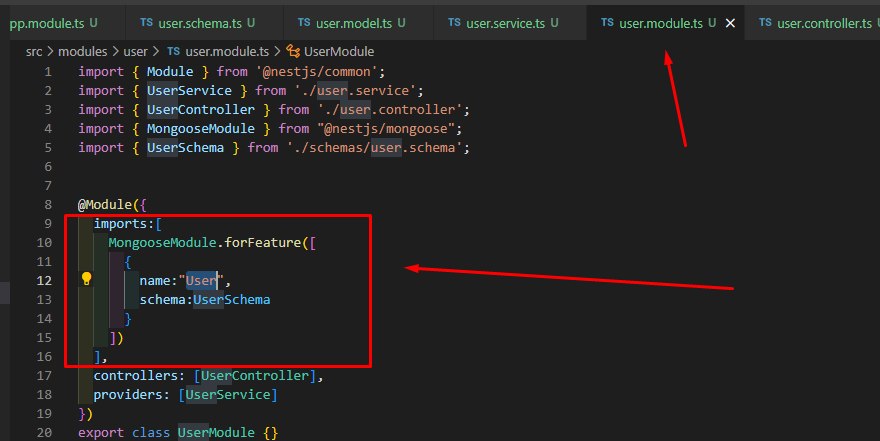 pp.module.ts U TS user.schema.ts U TS user.model.ts U TS user.service.ts U TS user.module.ts U × TS user.controller.ts U
src > modules > user > TS user.module.ts > UserModule
1 import { Module } from '@nestjs/common';
2 import { UserService } from './user.service';
3 import { UserController } from './user.controller';
4 import { MongooseModule } from "@nestjs/mongoose";
5 import { UserSchema } from './schemas/user.schema';
6
7
8 @Module({
9 imports:[
10 MongooseModule.forFeature([
11 {
12 name:"User",
13 schema:UserSchema
14 }
15 ])
16 ],
17 controllers: [UserController],
18 providers: [UserService]
19 })
20 export class UserModule {}